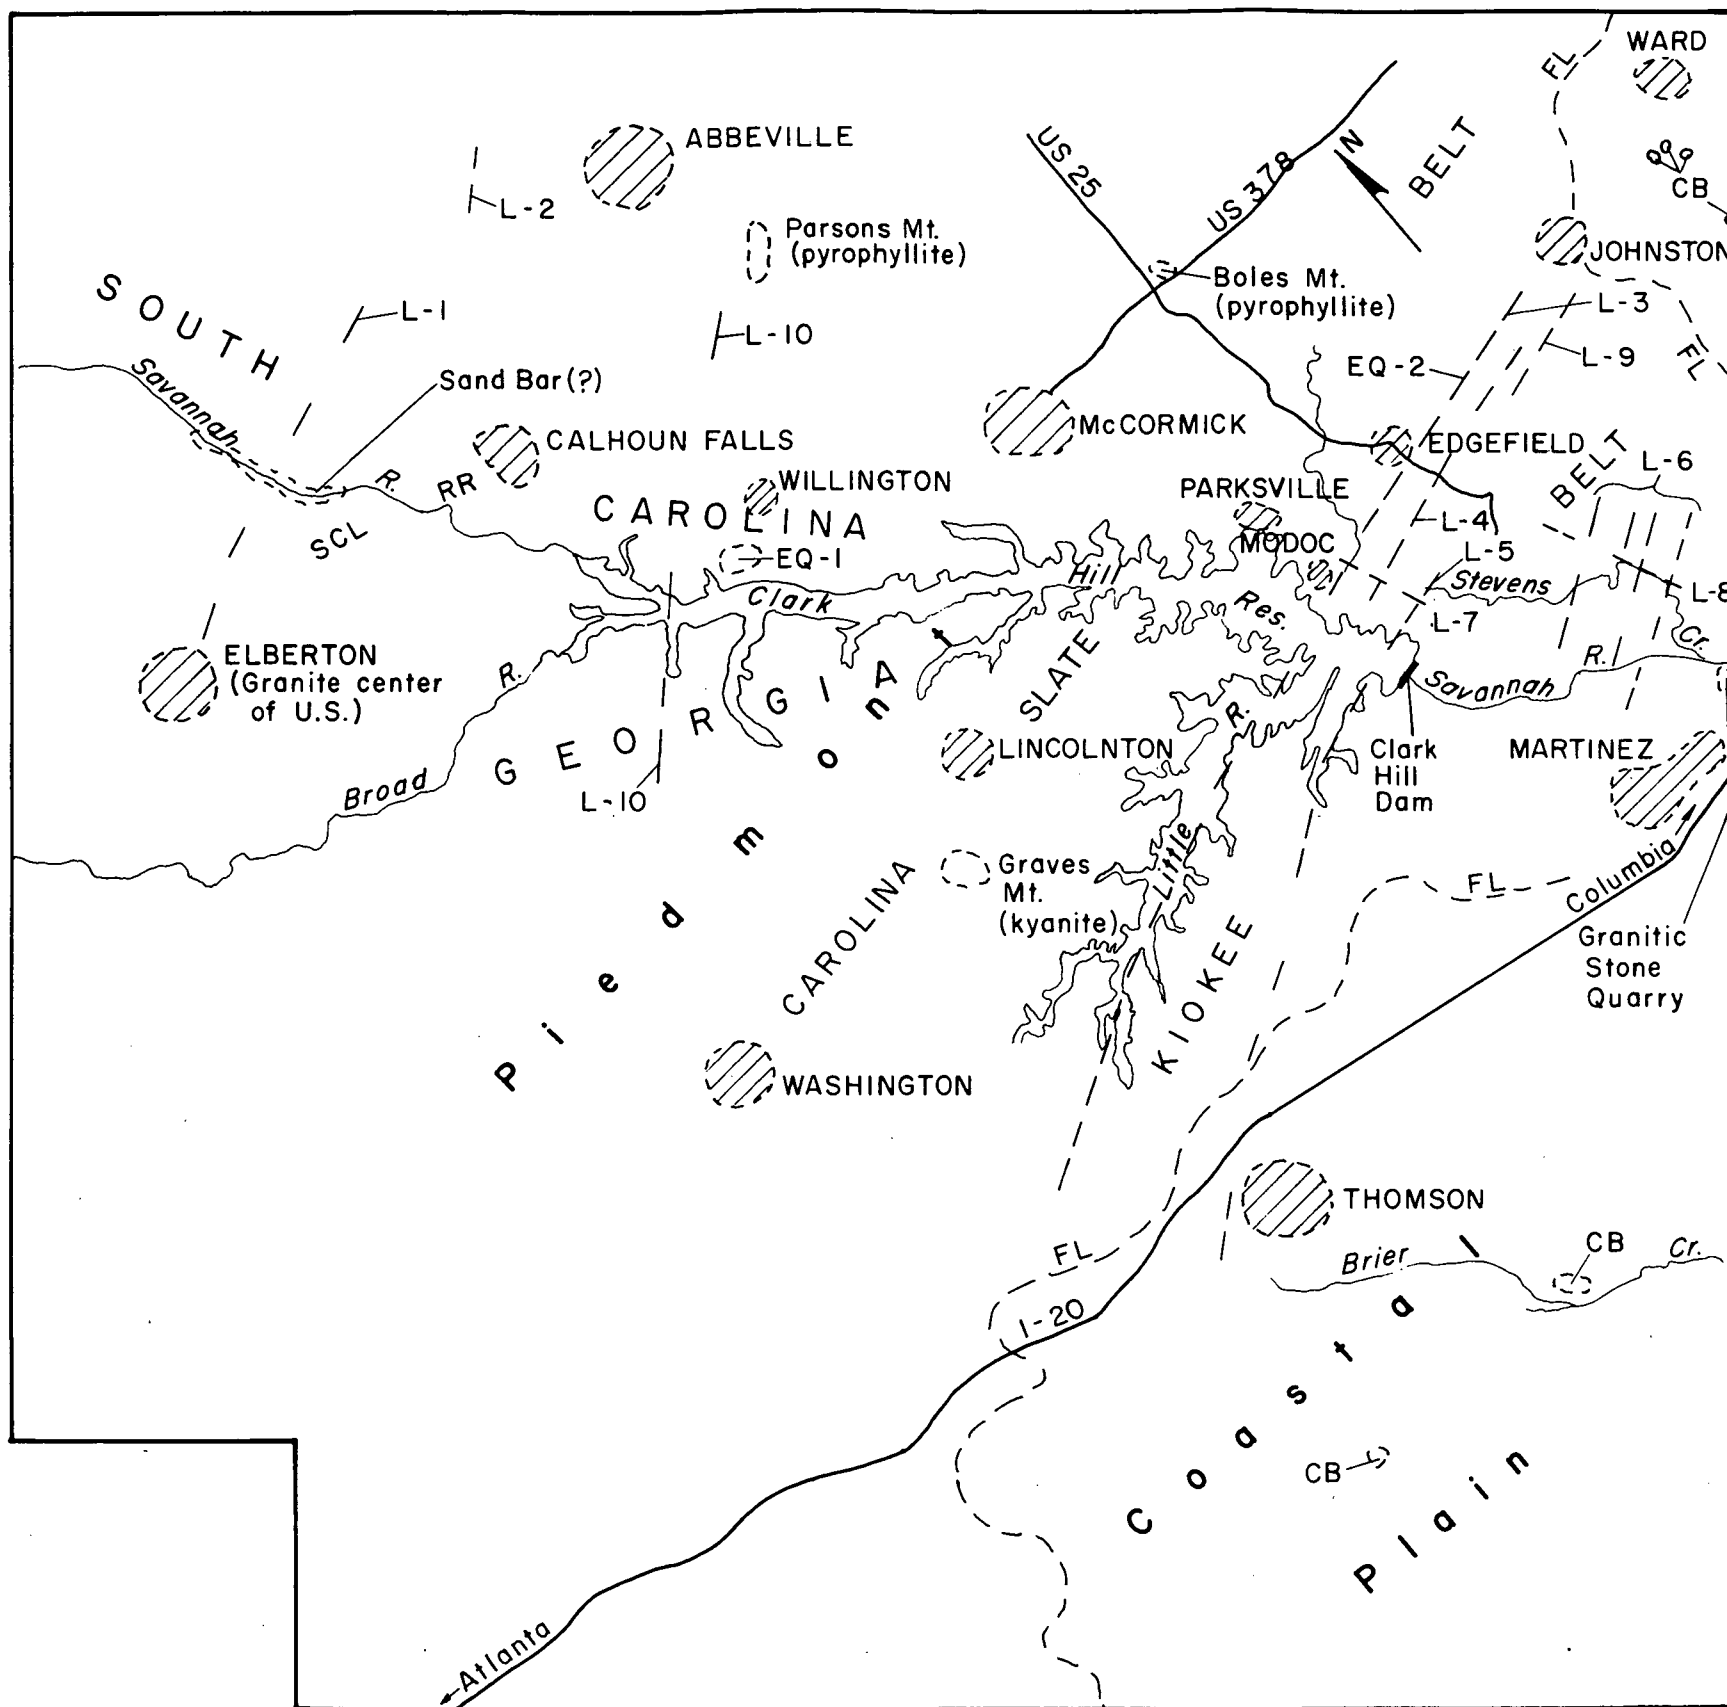 WARD
FL
ABBEVILLE
US 25
US 378
N
BELT
CB
L-2
Parsons Mt.
(pyrophyllite)
JOHNSTON
Boles Mt.
(pyrophyllite)
SOUTH
L-1
L-10
L-3
L-9
EQ-2
FL
Savannah
Sand Bar (?)
CALHOUN FALLS
McCORMICK
EDGEFIELD
BELT
L-6
R.
RR
WILLINGTON
PARKSVILLE
CAROLINA
SCL
EQ-1
MODOC
L-4
L-5
Stevens
L-8
Hill
Clark
Res.
L-7
Cr.
ELBERTON
(Granite center
of U.S.)
R.
SLATE
R.
Savannah
GEORGIA
R.
LINCOLNTON
Clark
Hill
Dam
MARTINEZ
Broad
L-10
Piedmont
Little
Graves
Mt.
(kyanite)
FL
Columbia
CAROLINA
KIOKEE
Granitic
Stone
Quarry
WASHINGTON
THOMSON
FL
Brier
Cr.
CB
I-20
Coastal
CB
Plain
Atlanta